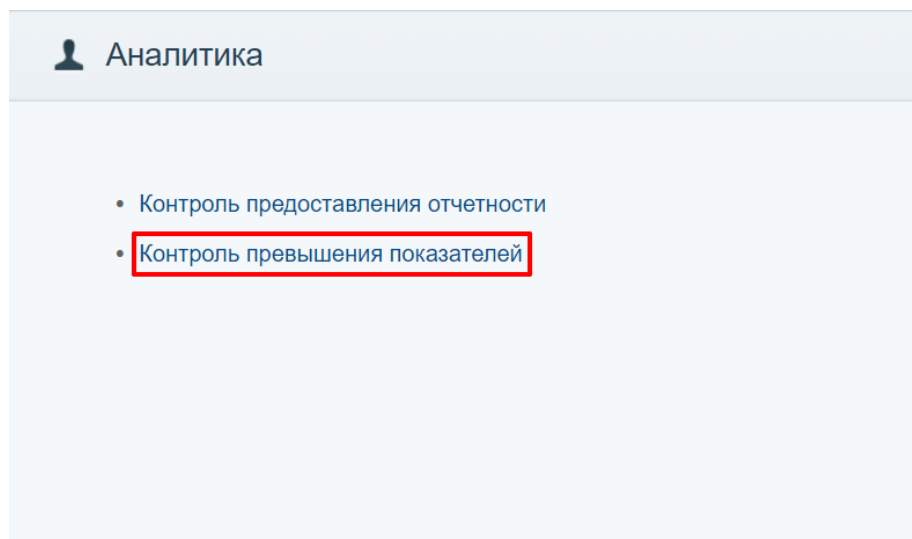 Аналитика
Контроль предоставления отчетности
Контроль превышения показателей